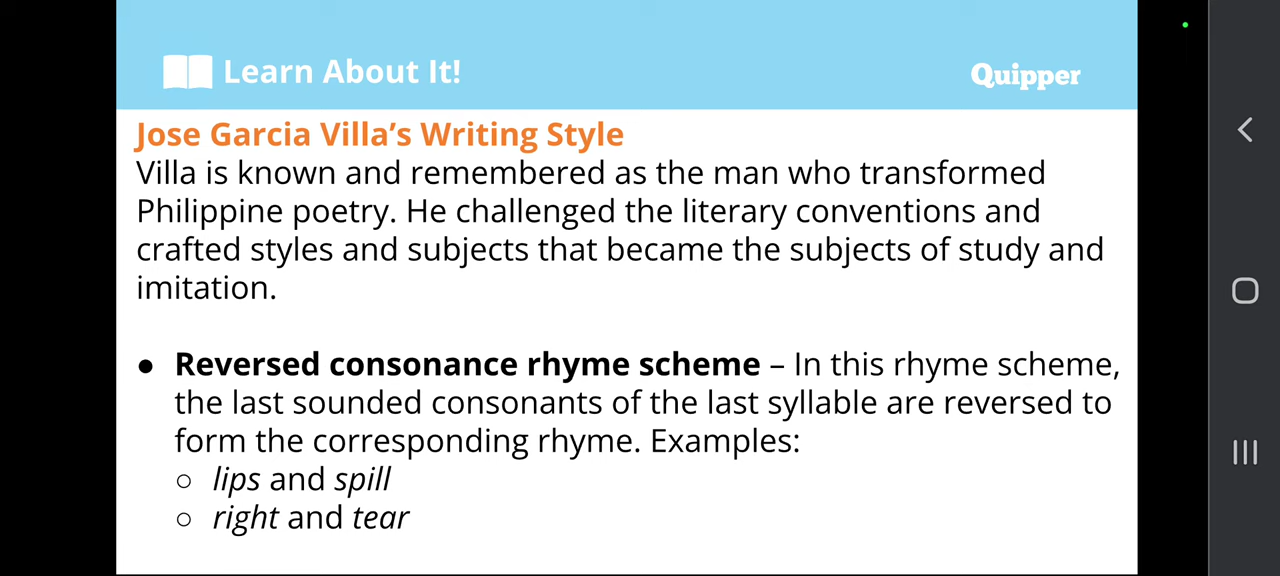 Learn About It!
Quipper
Jose Garcia Villa’s Writing Style
Villa is known and remembered as the man who transformed
Philippine poetry. He challenged the literary conventions and
crafted styles and subjects that became the subjects of study and
imitation.
● Reversed consonance rhyme scheme – In this rhyme scheme,
the last sounded consonants of the last syllable are reversed to
form the corresponding rhyme. Examples:
○ lips and spill
○ right and tear